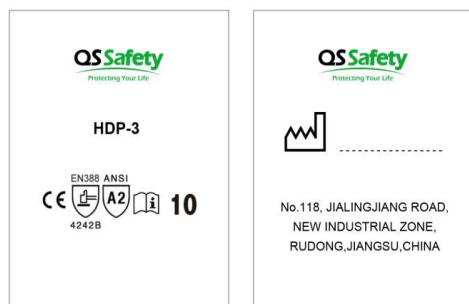 QS Safety
Protecting Your Life
HDP-3
EN388 ANSI
CE A2 i 10
4242B
QS Safety
Protecting Your Life
No.118, JIALINGJIANG ROAD,
NEW INDUSTRIAL ZONE,
RUDONG,JIANGSU,CHINA